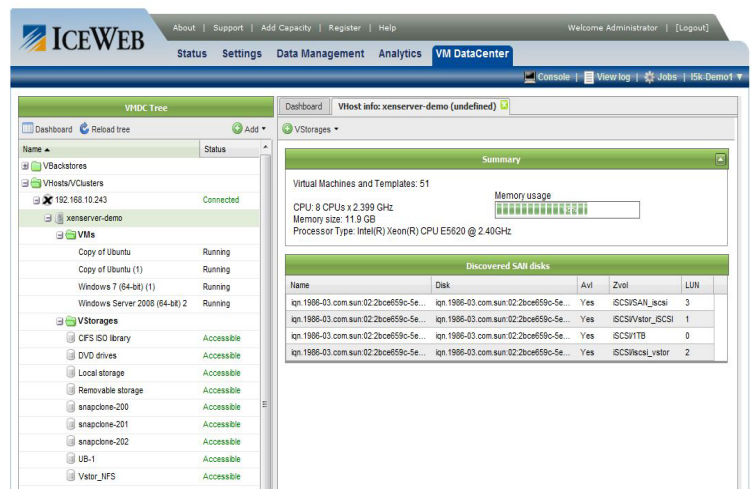 ICEWEB
About | Support | Add Capacity | Register | Help
Welcome Administrator | [Logout]
Status Settings Data Management Analytics VM DataCenter
Console | View log | Jobs | I5k-Demo1 ▼
VMDC Tree
Dashboard Reload tree Add
Name Status
VBackstores
VHosts/VClusters
192.168.10.243 Connected
xenserver-demo
VMs
Copy of Ubuntu Running
Copy of Ubuntu (1) Running
Windows 7 (64-bit) (1) Running
Windows Server 2008 (64-bit) 2 Running
VStorages
CIFS ISO library Accessible
DVD drives Accessible
Local storage Accessible
Removable storage Accessible
snapclone-200 Accessible
snapclone-201 Accessible
snapclone-202 Accessible
UB-1 Accessible
Vstor_NFS Accessible
Dashboard VHost info: xenserver-demo (undefined)
VStorages
Summary
Virtual Machines and Templates: 51
Memory usage
CPU: 8 CPUs x 2.399 GHz
Memory size: 11.9 GB
Processor Type: Intel(R) Xeon(R) CPU E5620 @ 2.40GHz
Discovered SAN disks
Name Disk Avl Zvol LUN
iqn.1986-03.com.sun:02:2bce659c-5e... iqn.1986-03.com.sun:02:2bce659c-5e... Yes iSCSI/SAN_iscsi 3
iqn.1986-03.com.sun:02:2bce659c-5e... iqn.1986-03.com.sun:02:2bce659c-5e... Yes iSCSI/Vstor_iSCSI 1
iqn.1986-03.com.sun:02:2bce659c-5e... iqn.1986-03.com.sun:02:2bce659c-5e... Yes iSCSI/1TB 0
iqn.1986-03.com.sun:02:2bce659c-5e... iqn.1986-03.com.sun:02:2bce659c-5e... Yes iSCSI/iscsi_vstor 2